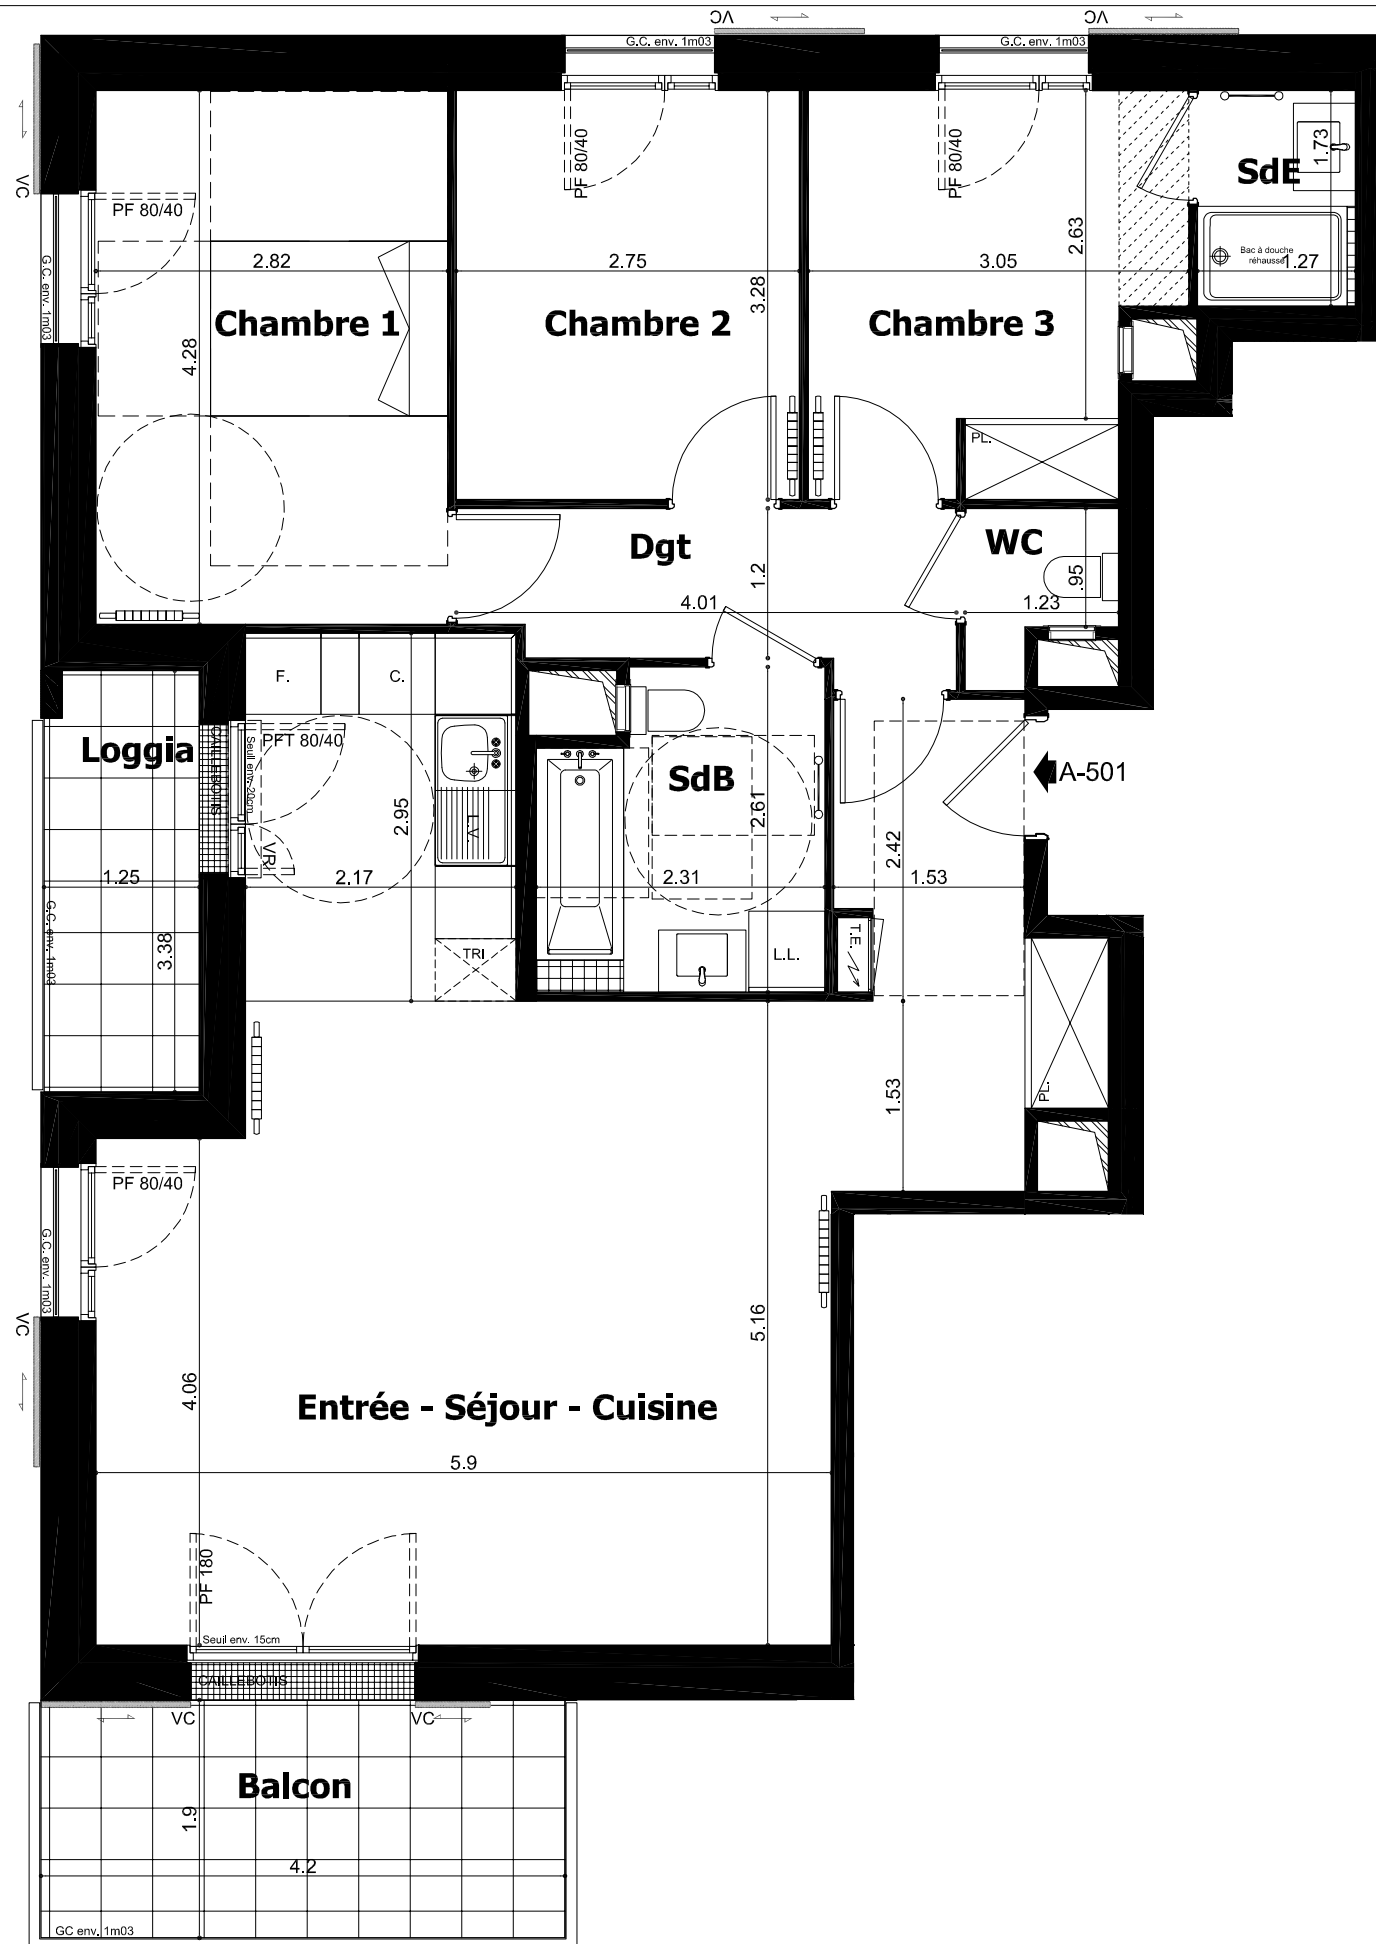 VC
VC
G.C. env. 1m03
G.C. env. 1m03
VC
PF 80/40
PF 80/40
PF 80/40
1.73
SdE
G.C. env. 1m03
2.82
2.75
3.05
2.63
Bac à douche
réhaussé
1.27
3.28
Chambre 1
Chambre 2
Chambre 3
4.28
PL.
Dgt
WC
1.2
.95
4.01
1.23
F.
C.
Loggia
CAILLEBOTIS
Seuil env. 20cm
PFT 80/40
SdB
A-501
2.95
L.V.
2.61
2.42
VR
1.25
2.17
2.31
1.53
G.C. env. 1m03
3.38
TRI
L.L.
T.E.
PL.
1.53
PF 80/40
G.C. env. 1m03
VC
5.16
4.06
Entrée - Séjour - Cuisine
5.9
PF 180
Seuil env. 15cm
CAILLEBOTIS
VC
VC
Balcon
1.9
4.2
GC env. 1m03